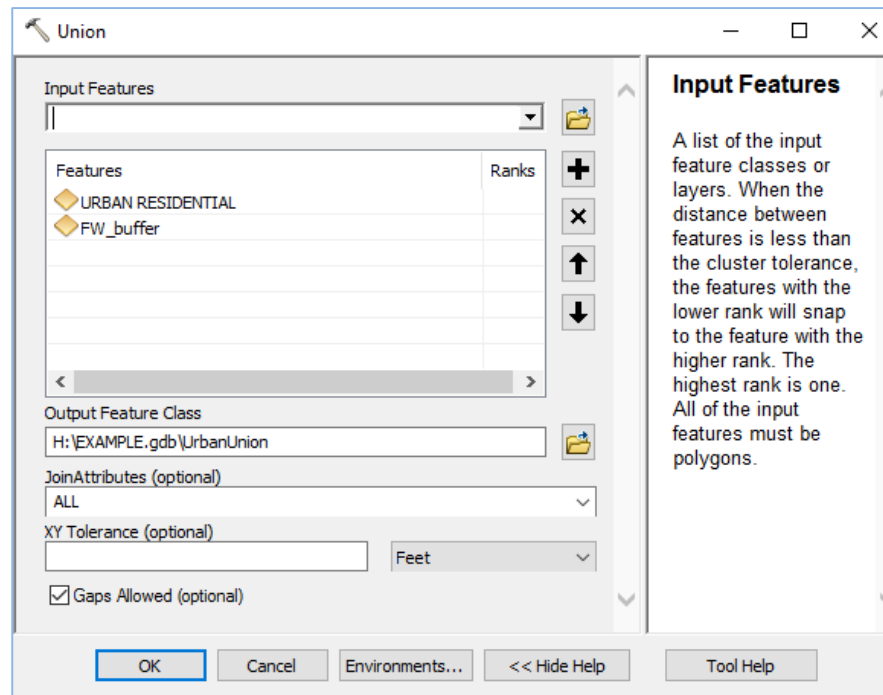 Union
Input Features
Features Ranks
URBAN RESIDENTIAL
FW_buffer
Output Feature Class
H:\EXAMPLE.gdb\UrbanUnion
JoinAttributes (optional)
ALL
XY Tolerance (optional)
Feet
Gaps Allowed (optional)
OK Cancel Environments... << Hide Help Tool Help
Input Features
A list of the input
feature classes or
layers. When the
distance between
features is less than
the cluster tolerance,
the features with the
lower rank will snap
to the feature with the
higher rank. The
highest rank is one.
All of the input
features must be
polygons.